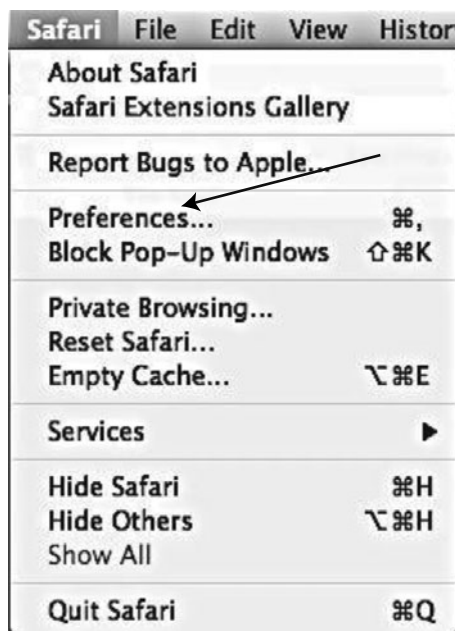 Safari File Edit View Histor
About Safari
Safari Extensions Gallery
Report Bugs to Apple...
Preferences... ⌘,
Block Pop-Up Windows ⇧⌘K
Private Browsing...
Reset Safari...
Empty Cache... ⌥⌘E
Services ▶
Hide Safari ⌘H
Hide Others ⌥⌘H
Show All
Quit Safari ⌘Q